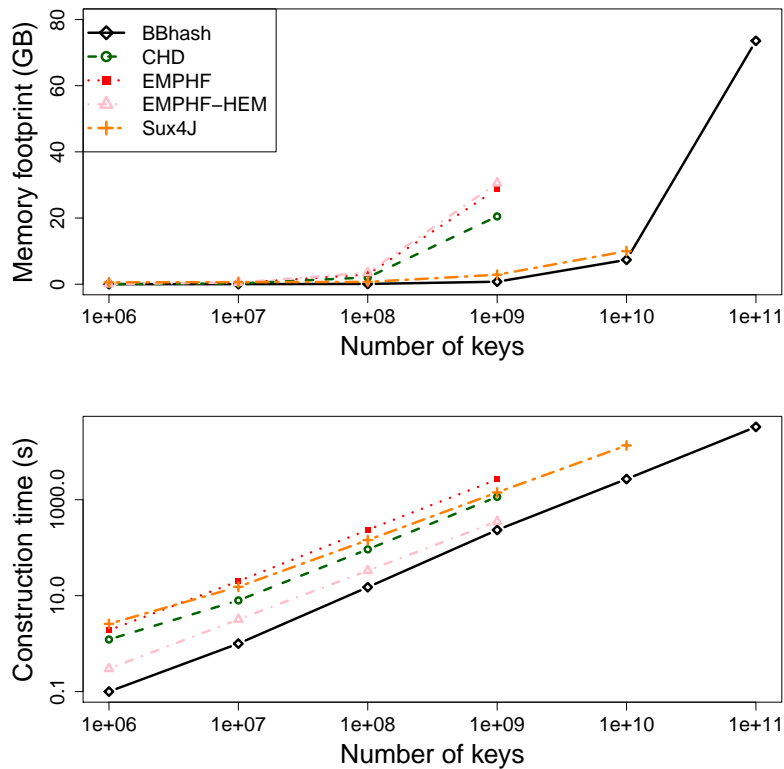 Memory footprint (GB)
80
60
40
20
0
BBhash
CHD
EMPHF
EMPHF−HEM
Sux4J
1e+06 1e+07 1e+08 1e+09 1e+10 1e+11
Number of keys
Construction time (s)
1000.0
10.0
0.1
1e+06 1e+07 1e+08 1e+09 1e+10 1e+11
Number of keys